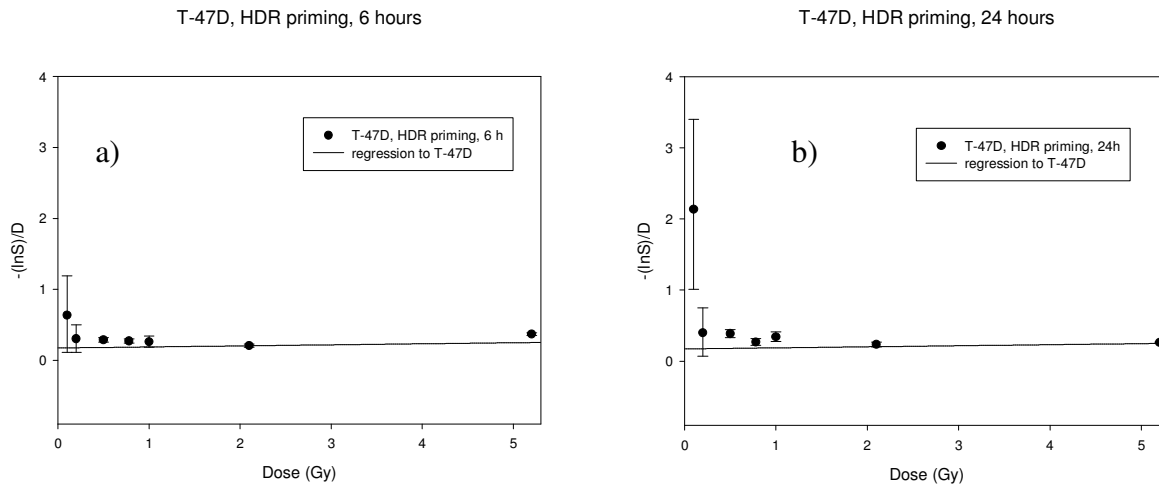 T-47D, HDR priming, 6 hours
4
3
2
1
0
-(lnS)/D
a)
T-47D, HDR priming, 6 h
regression to T-47D
0 1 2 3 4 5
Dose (Gy)
T-47D, HDR priming, 24 hours
4
3
2
1
0
-(lnS)/D
b)
T-47D, HDR priming, 24h
regression to T-47D
0 1 2 3 4 5
Dose (Gy)